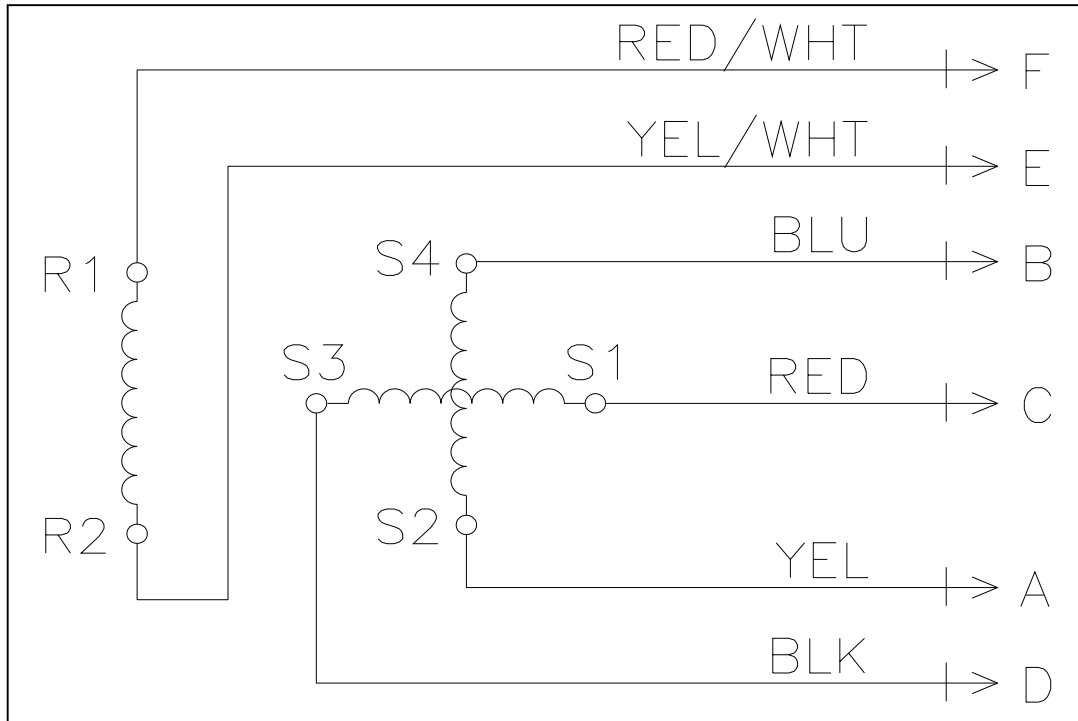 RED/WHT F
YEL/WHT E
BLU B
S4
R1
S3 S1 RED C
R2 S2
YEL A
BLK D